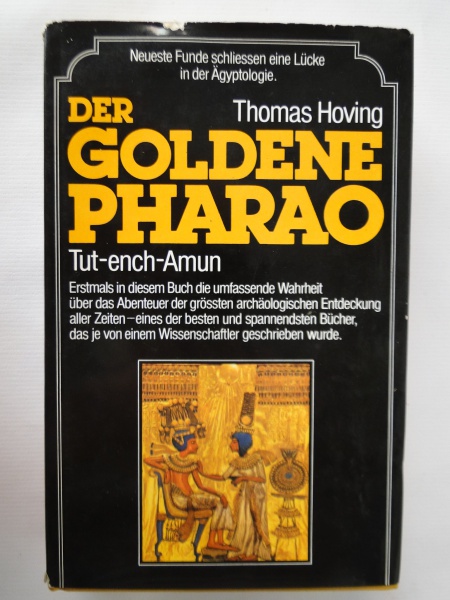 Neueste Funde schliessen eine Lücke
in der Ägyptologie.
DER
Thomas Hoving
GOLDENE
PHARAO
Tut-ench-Amun
Erstmals in diesem Buch die umfassende Wahrheit
über das Abenteuer der grössten archäologischen Entdeckung
aller Zeiten–eines der besten und spannendsten Bücher,
das je von einem Wissenschaftler geschrieben wurde.